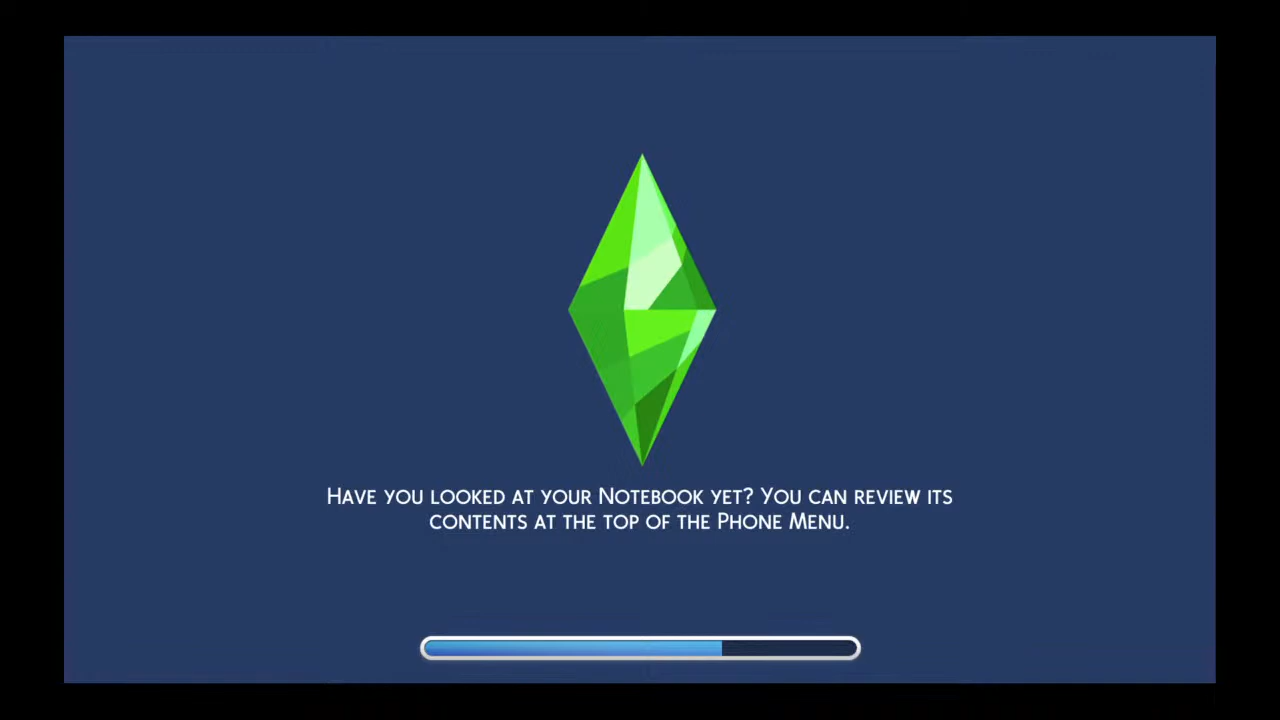 Have you looked at your Notebook yet? You can review its
contents at the top of the Phone Menu.